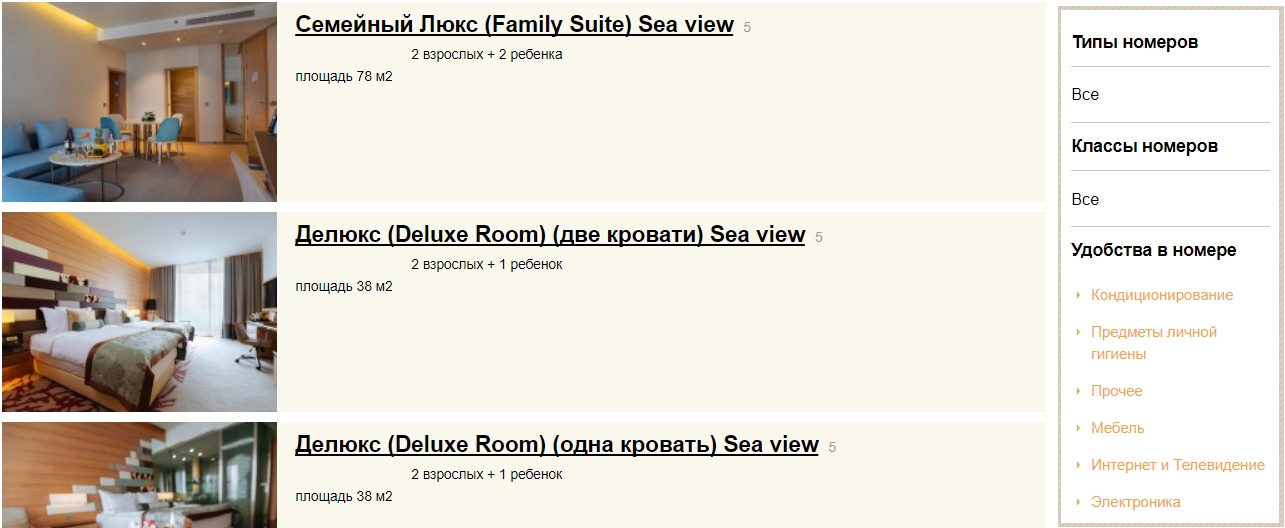 Семейный Люкс (Family Suite) Sea view 5
2 взрослых + 2 ребенка
площадь 78 м2
Делюкс (Deluxe Room) (две кровати) Sea view 5
2 взрослых + 1 ребенок
площадь 38 м2
Делюкс (Deluxe Room) (одна кровать) Sea view 5
2 взрослых + 1 ребенок
площадь 38 м2
Типы номеров
Все
Классы номеров
Все
Удобства в номере
Кондиционирование
Предметы личной
гигиены
Прочее
Мебель
Интернет и Телевидение
Электроника